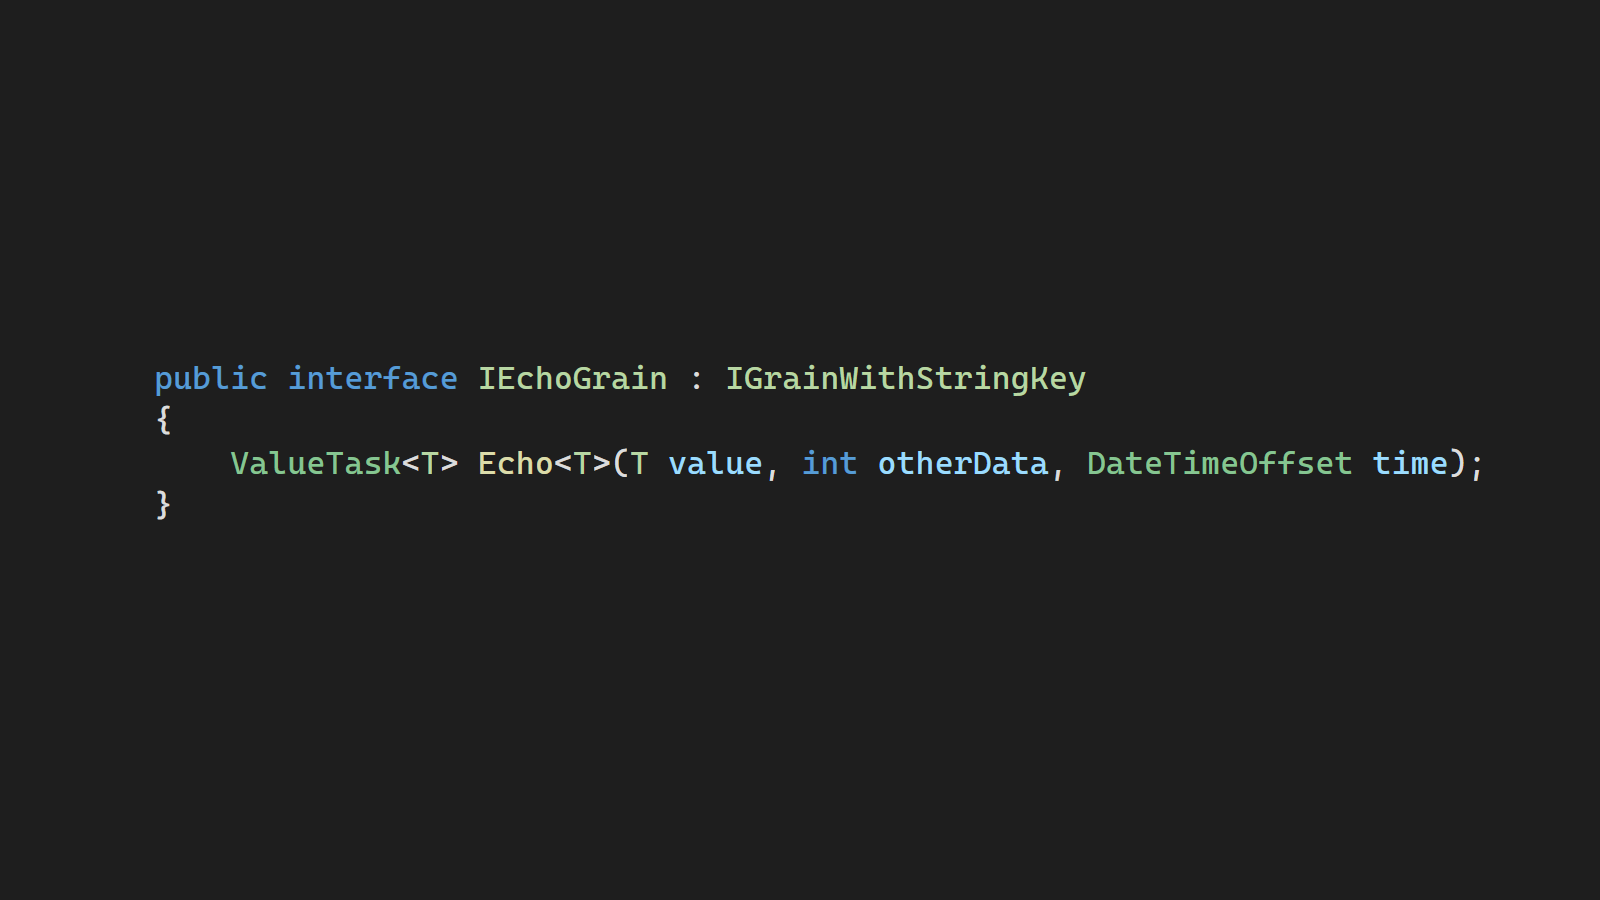 public interface IEchoGrain : IGrainWithStringKey
{
    ValueTask<T> Echo<T>(T value, int otherData, DateTimeOffset time);
}